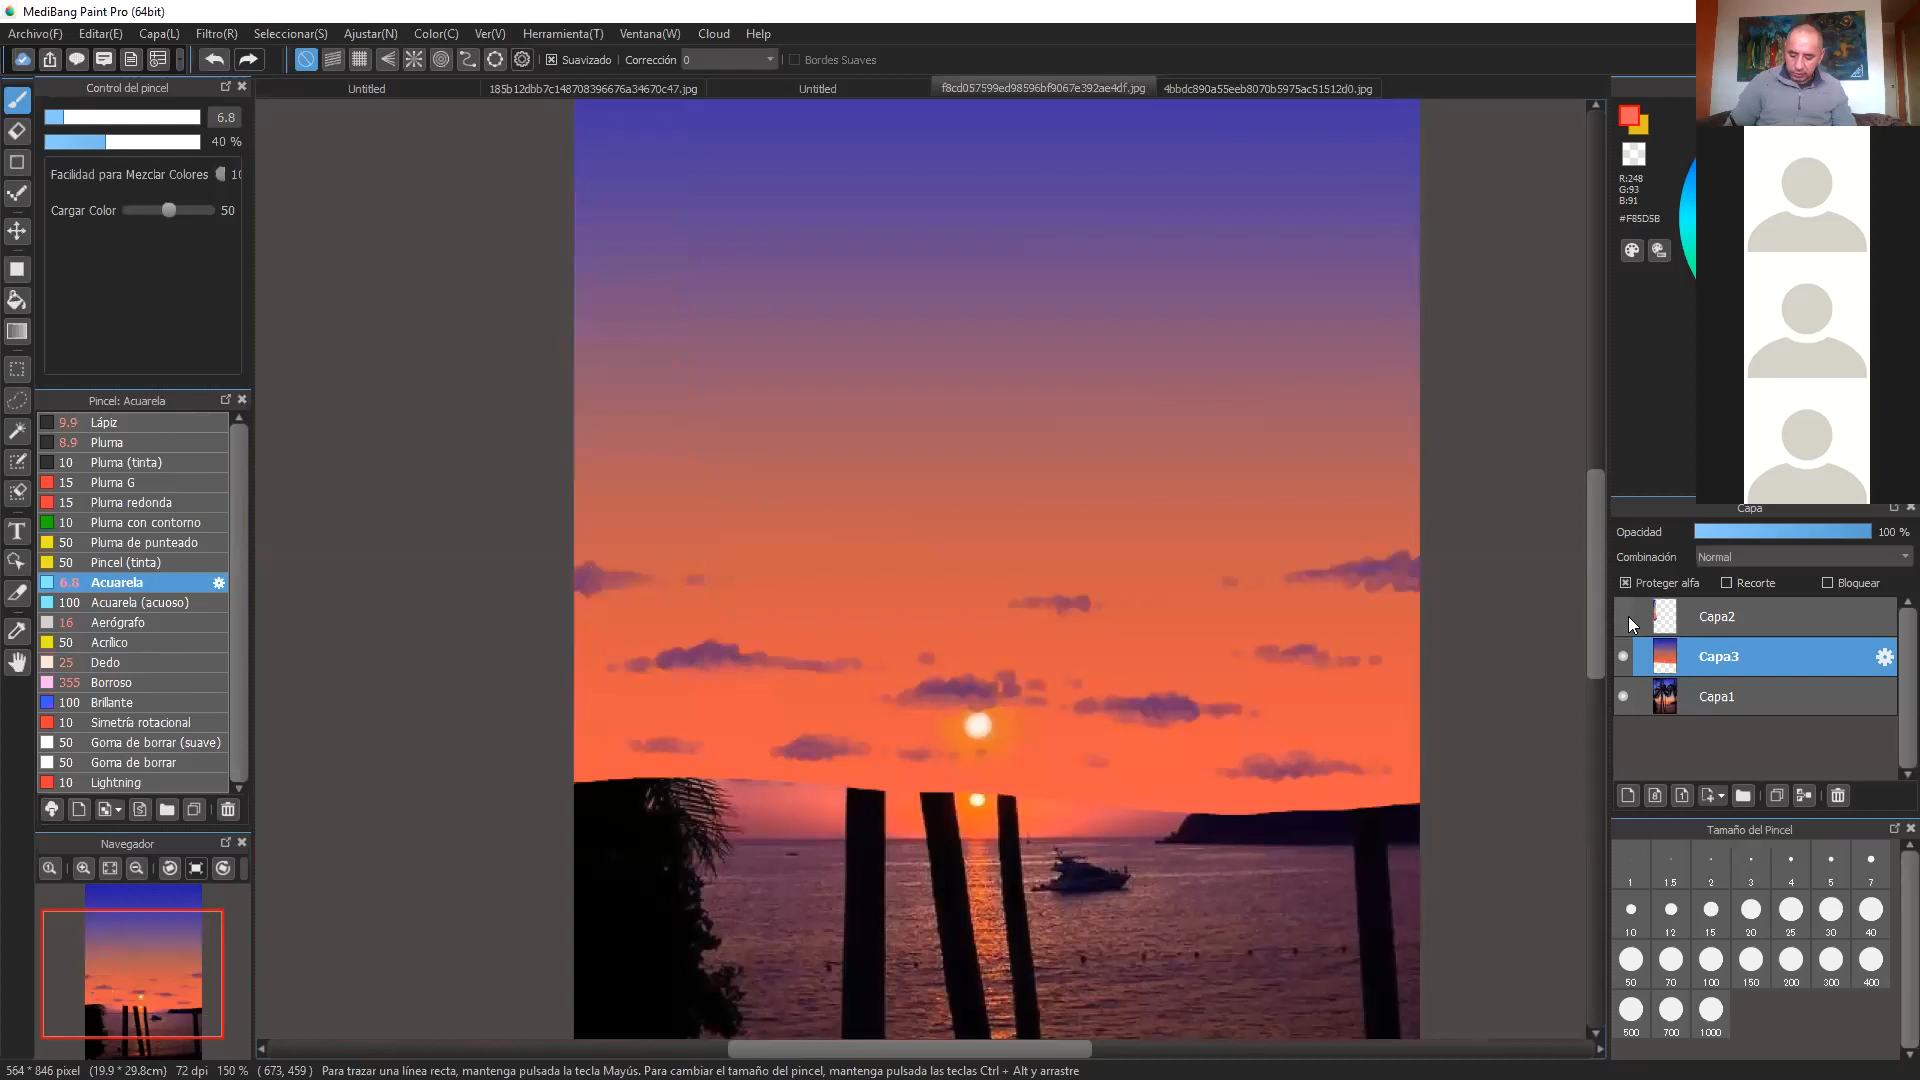 MediBang Paint Pro (64bit)
Archivo(F) Editar(E) Capa(L) Filtro(R) Seleccionar(S) Ajustar(N) Color(C) Ver(V) Herramienta(T) Ventana(W) Cloud Help
Suavizado Corrección 0 Bordes Suaves
Control del pincel
Untitled 185b12dbb7c148708396676a34670c47.jpg Untitled f8cd057599ed98596bf9067e392ae4df.jpg 4bbdc890a55eeb8070b5975ac51512d0.jpg
6.8
40 %
Facilidad para Mezclar Colores 10
Cargar Color 50
R:248
G:93
B:91
#F85D5B
Pincel: Acuarela
9.9 Lápiz
8.9 Pluma
10 Pluma (tinta)
15 Pluma G
15 Pluma redonda
10 Pluma con contorno
50 Pluma de punteado
50 Pincel (tinta)
6.8 Acuarela
100 Acuarela (acuoso)
16 Aerógrafo
50 Acrílico
25 Dedo
355 Borroso
100 Brillante
10 Simetría rotacional
50 Goma de borrar (suave)
50 Goma de borrar
10 Lightning
Capa
Opacidad 100 %
Combinación Normal
Proteger alfa Recorte Bloquear
Capa2
Capa3
Capa1
Navegador
Tamaño del Pincel
1 1.5 2 3 4 5 7
10 12 15 20 25 30 40
50 70 100 150 200 300 400
500 700 1000
564 * 846 pixel (19.9 * 29.8cm) 72 dpi 150 % ( 673, 459 ) Para trazar una línea recta, mantenga pulsada la tecla Mayús. Para cambiar el tamaño del pincel, mantenga pulsadas las teclas Ctrl + Alt y arrastre